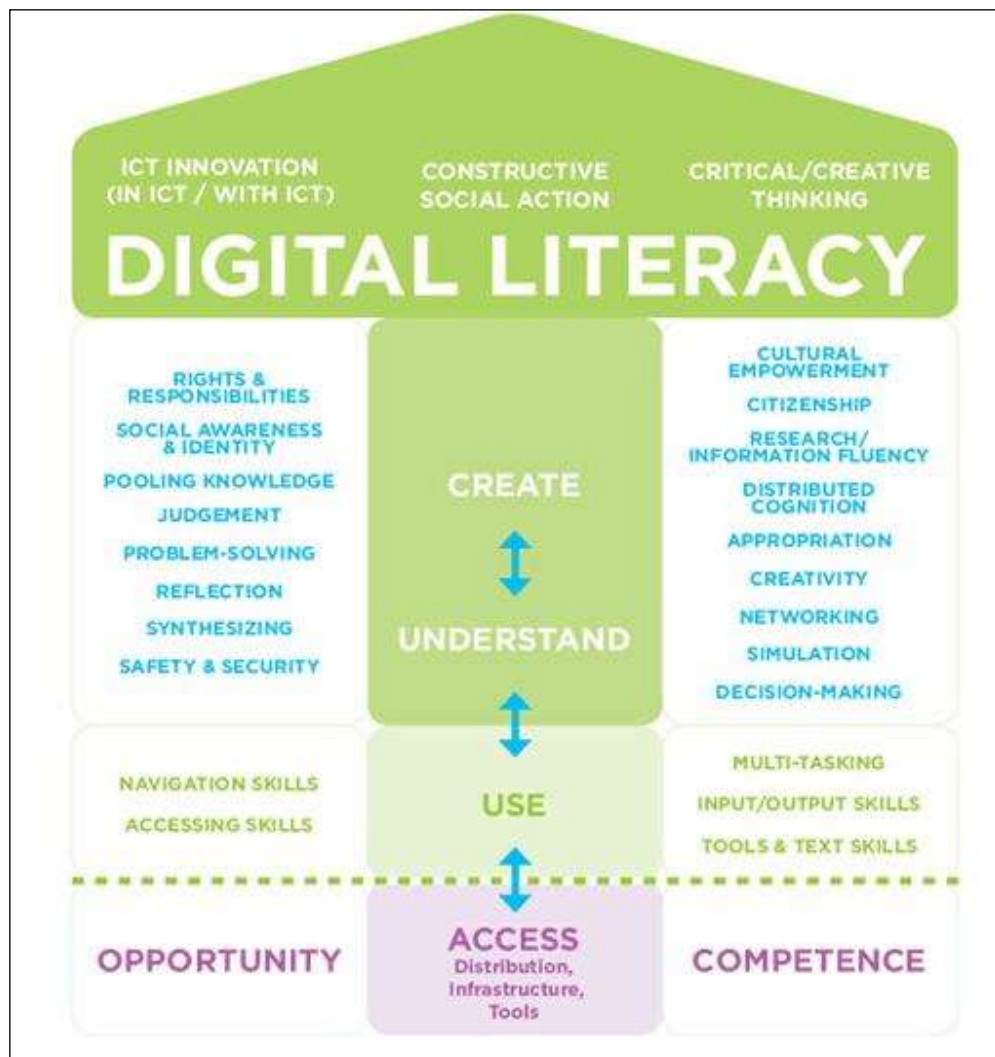 ICT INNOVATION
(IN ICT / WITH ICT)
CONSTRUCTIVE
SOCIAL ACTION
CRITICAL/CREATIVE
THINKING
DIGITAL LITERACY
RIGHTS &
RESPONSIBILITIES
SOCIAL AWARENESS
& IDENTITY
POOLING KNOWLEDGE
JUDGEMENT
PROBLEM-SOLVING
REFLECTION
SYNTHESIZING
SAFETY & SECURITY
CREATE
UNDERSTAND
CULTURAL
EMPOWERMENT
CITIZENSHIP
RESEARCH/
INFORMATION FLUENCY
DISTRIBUTED
COGNITION
APPROPRIATION
CREATIVITY
NETWORKING
SIMULATION
DECISION-MAKING
NAVIGATION SKILLS
ACCESSING SKILLS
USE
MULTI-TASKING
INPUT/OUTPUT SKILLS
TOOLS & TEXT SKILLS
OPPORTUNITY
ACCESS
Distribution,
Infrastructure,
Tools
COMPETENCE